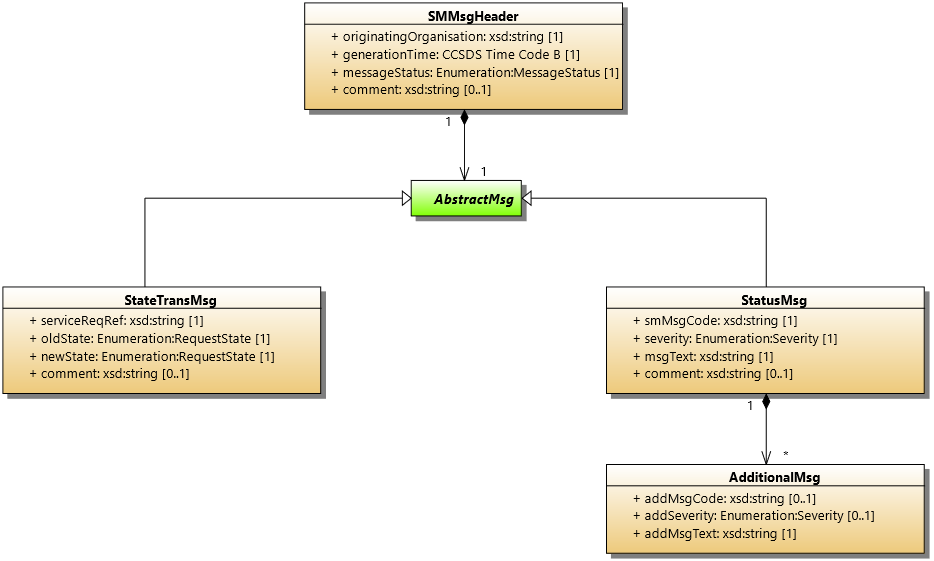 SMMsgHeader
+ originatingOrganisation: xsd:string [1]
+ generationTime: CCSDS Time Code B [1]
+ messageStatus: Enumeration:MessageStatus [1]
+ comment: xsd:string [0..1]
1
1
AbstractMsg
StateTransMsg
+ serviceReqRef: xsd:string [1]
+ oldState: Enumeration:RequestState [1]
+ newState: Enumeration:RequestState [1]
+ comment: xsd:string [0..1]
StatusMsg
+ smMsgCode: xsd:string [1]
+ severity: Enumeration:Severity [1]
+ msgText: xsd:string [1]
+ comment: xsd:string [0..1]
1
*
AdditionalMsg
+ addMsgCode: xsd:string [0..1]
+ addSeverity: Enumeration:Severity [0..1]
+ addMsgText: xsd:string [1]